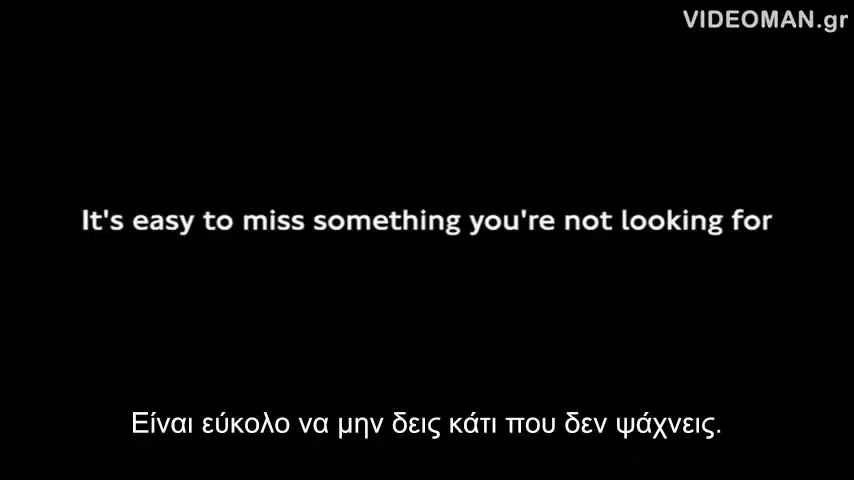 VIDEOMAN.gr
It's easy to miss something you're not looking for
Είναι εύκολο να μην δεις κάτι που δεν ψάχνεις.